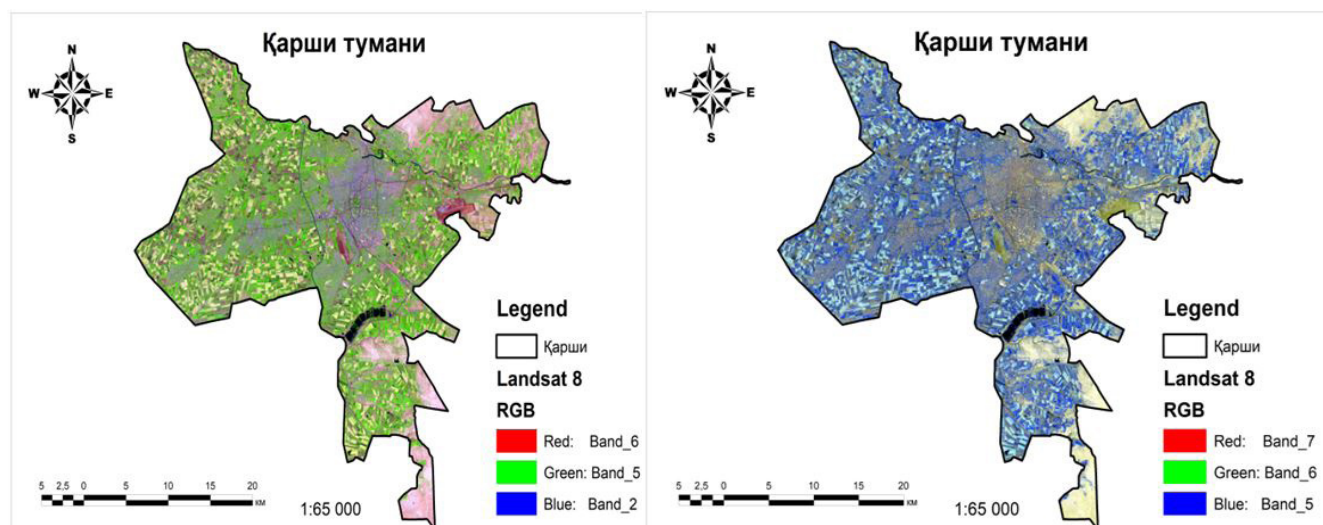 Қарши тумани
N
W E
S
Legend
Қарши
Landsat 8
RGB
Red: Band_6
Green: Band_5
Blue: Band_2
5 2,5 0 5 10 15 20
КМ
1:65 000
Қарши тумани
N
W E
S
Legend
Қарши
Landsat 8
RGB
Red: Band_7
Green: Band_6
Blue: Band_5
5 2,5 0 5 10 15 20
КМ
1:65 000